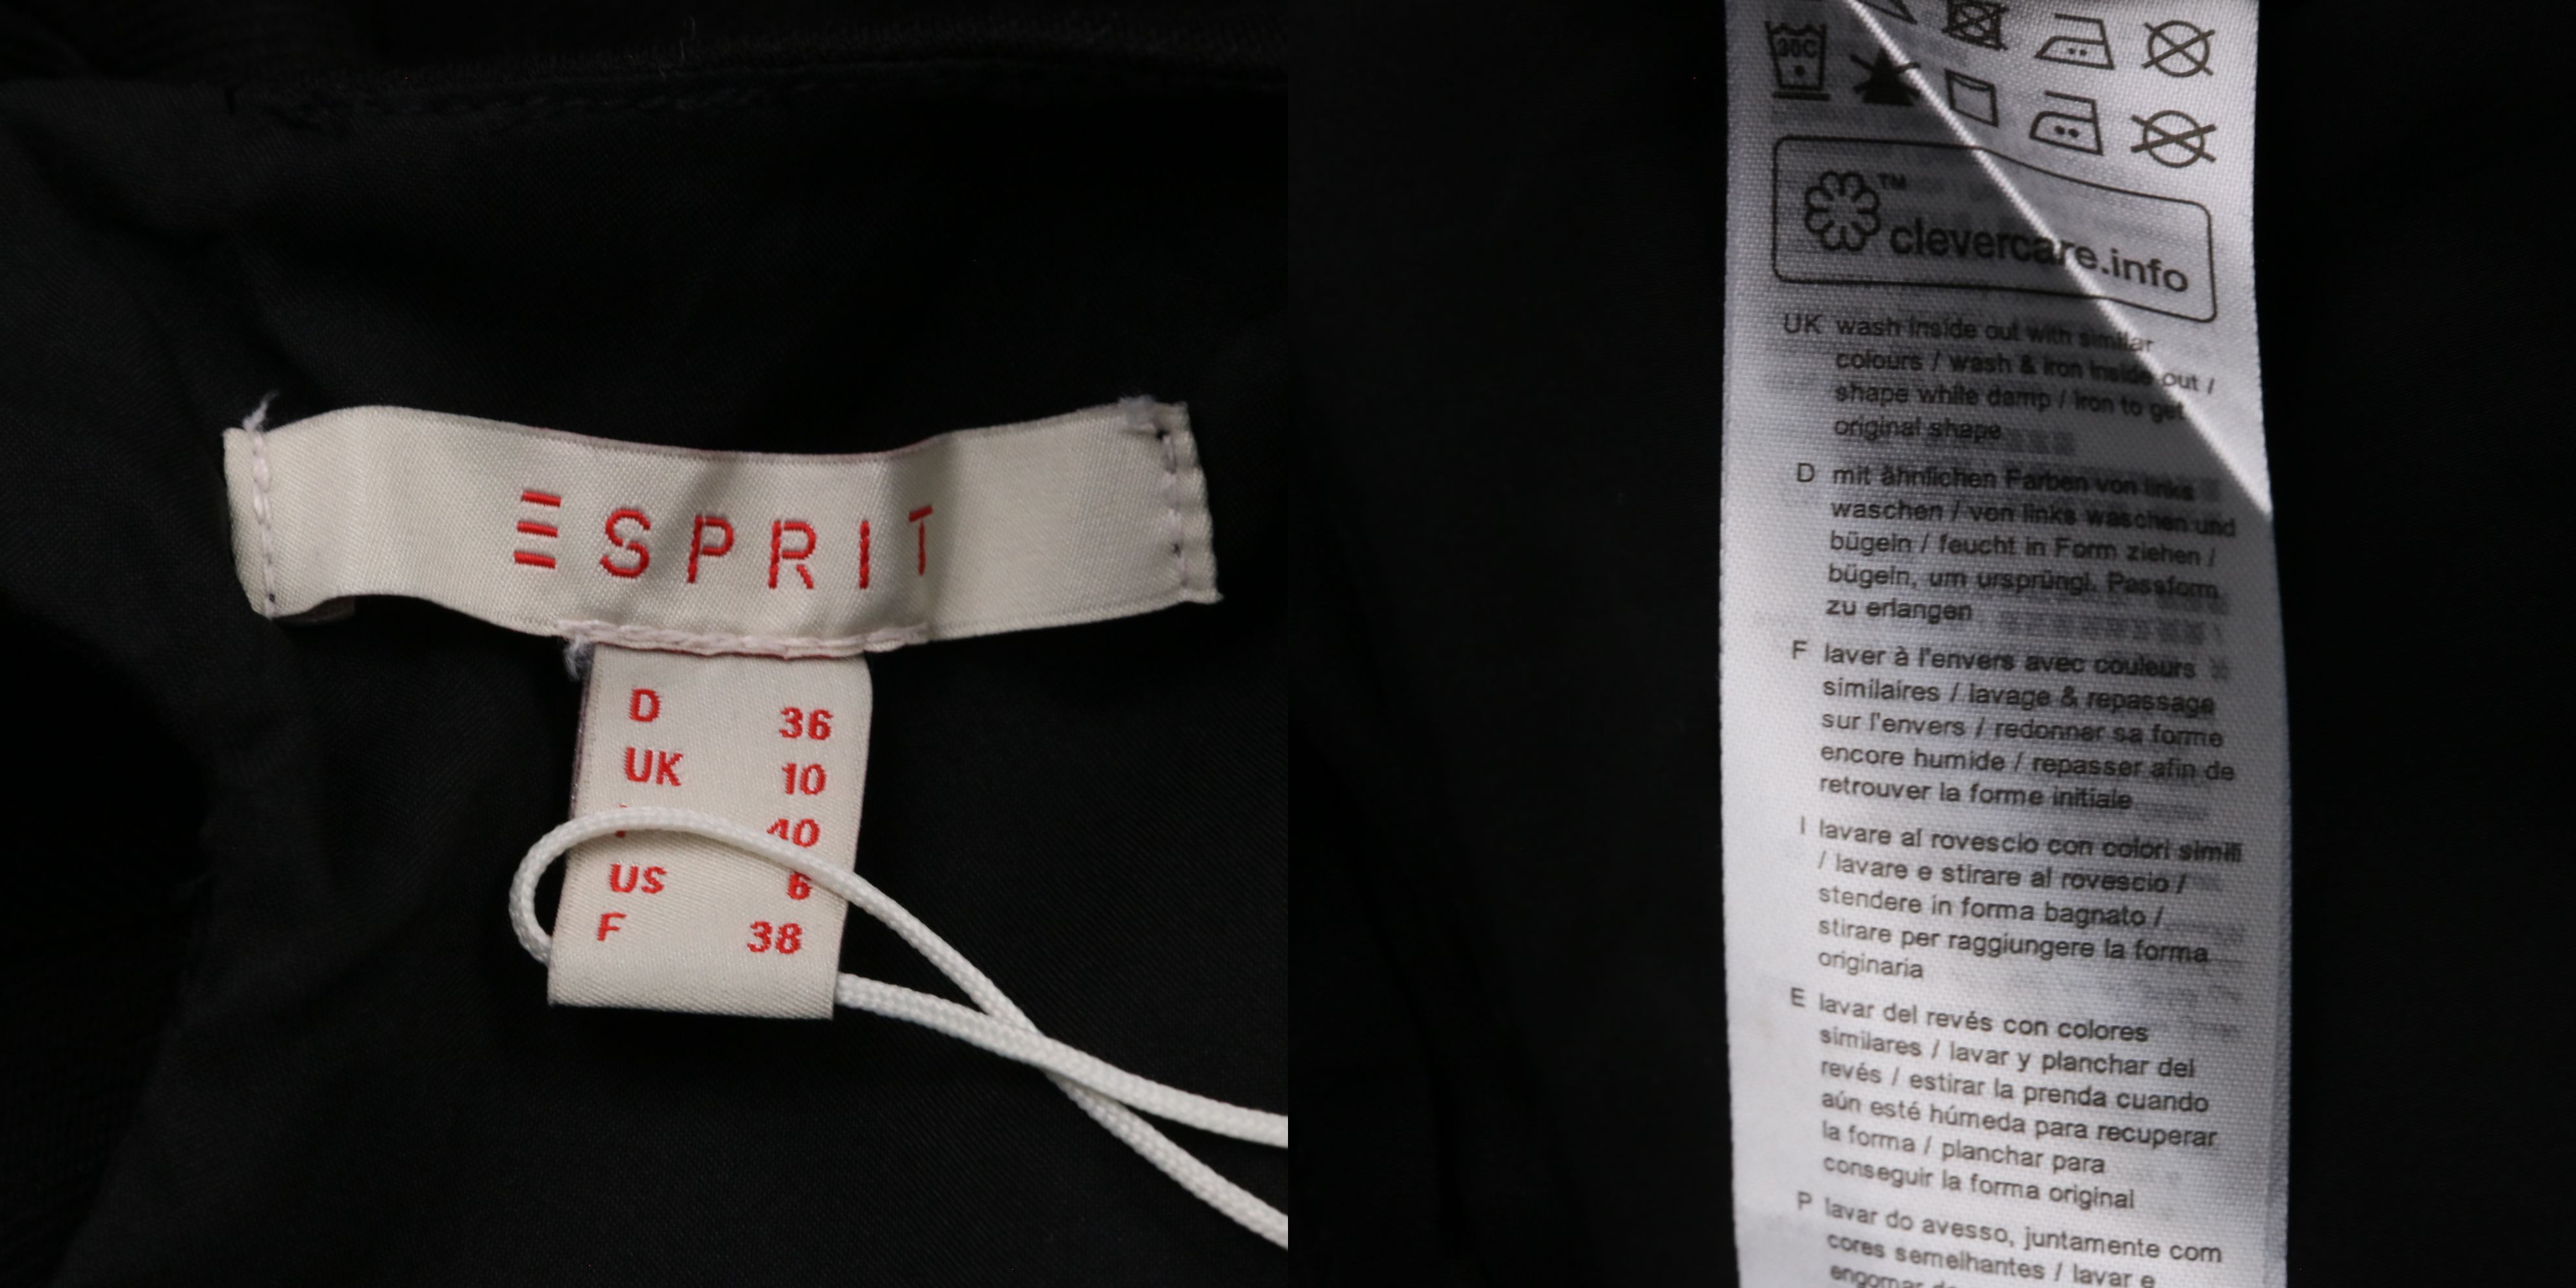 ESPRIT
D 36
UK 10
40
US 6
F 38
30C
clevercare.info
TM
UK wash inside out with similar
colours / wash & iron inside out /
shape while damp / iron to get
original shape
D mit ähnlichen Farben von links
waschen / von links waschen und
bügeln / feucht in Form ziehen /
bügeln, um ursprüngl. Passform
zu erlangen
F laver à l'envers avec couleurs
similaires / lavage & repassage
sur l'envers / redonner sa forme
encore humide / repasser afin de
retrouver la forme initiale
I lavare al rovescio con colori simili
/ lavare e stirare al rovescio /
stendere in forma bagnato /
stirare per raggiungere la forma
originaria
E lavar del revés con colores
similares / lavar y planchar del
revés / estirar la prenda cuando
aún esté húmeda para recuperar
la forma / planchar para
conseguir la forma original
P lavar do avesso, juntamente com
cores semelhantes / lavar e
engomar